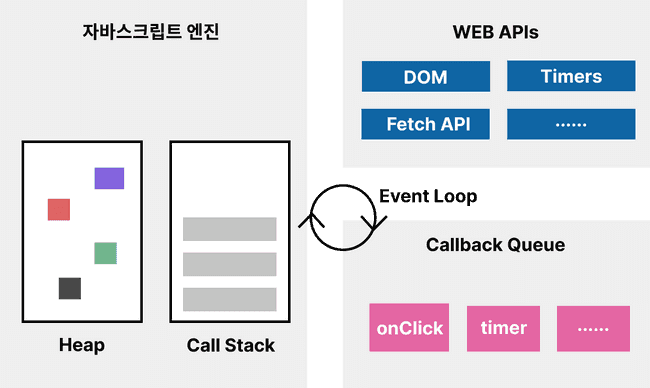 자바스크립트 엔진
Heap
Call Stack
WEB APIs
DOM
Timers
Fetch API
......
Event Loop
Callback Queue
onClick
timer
......